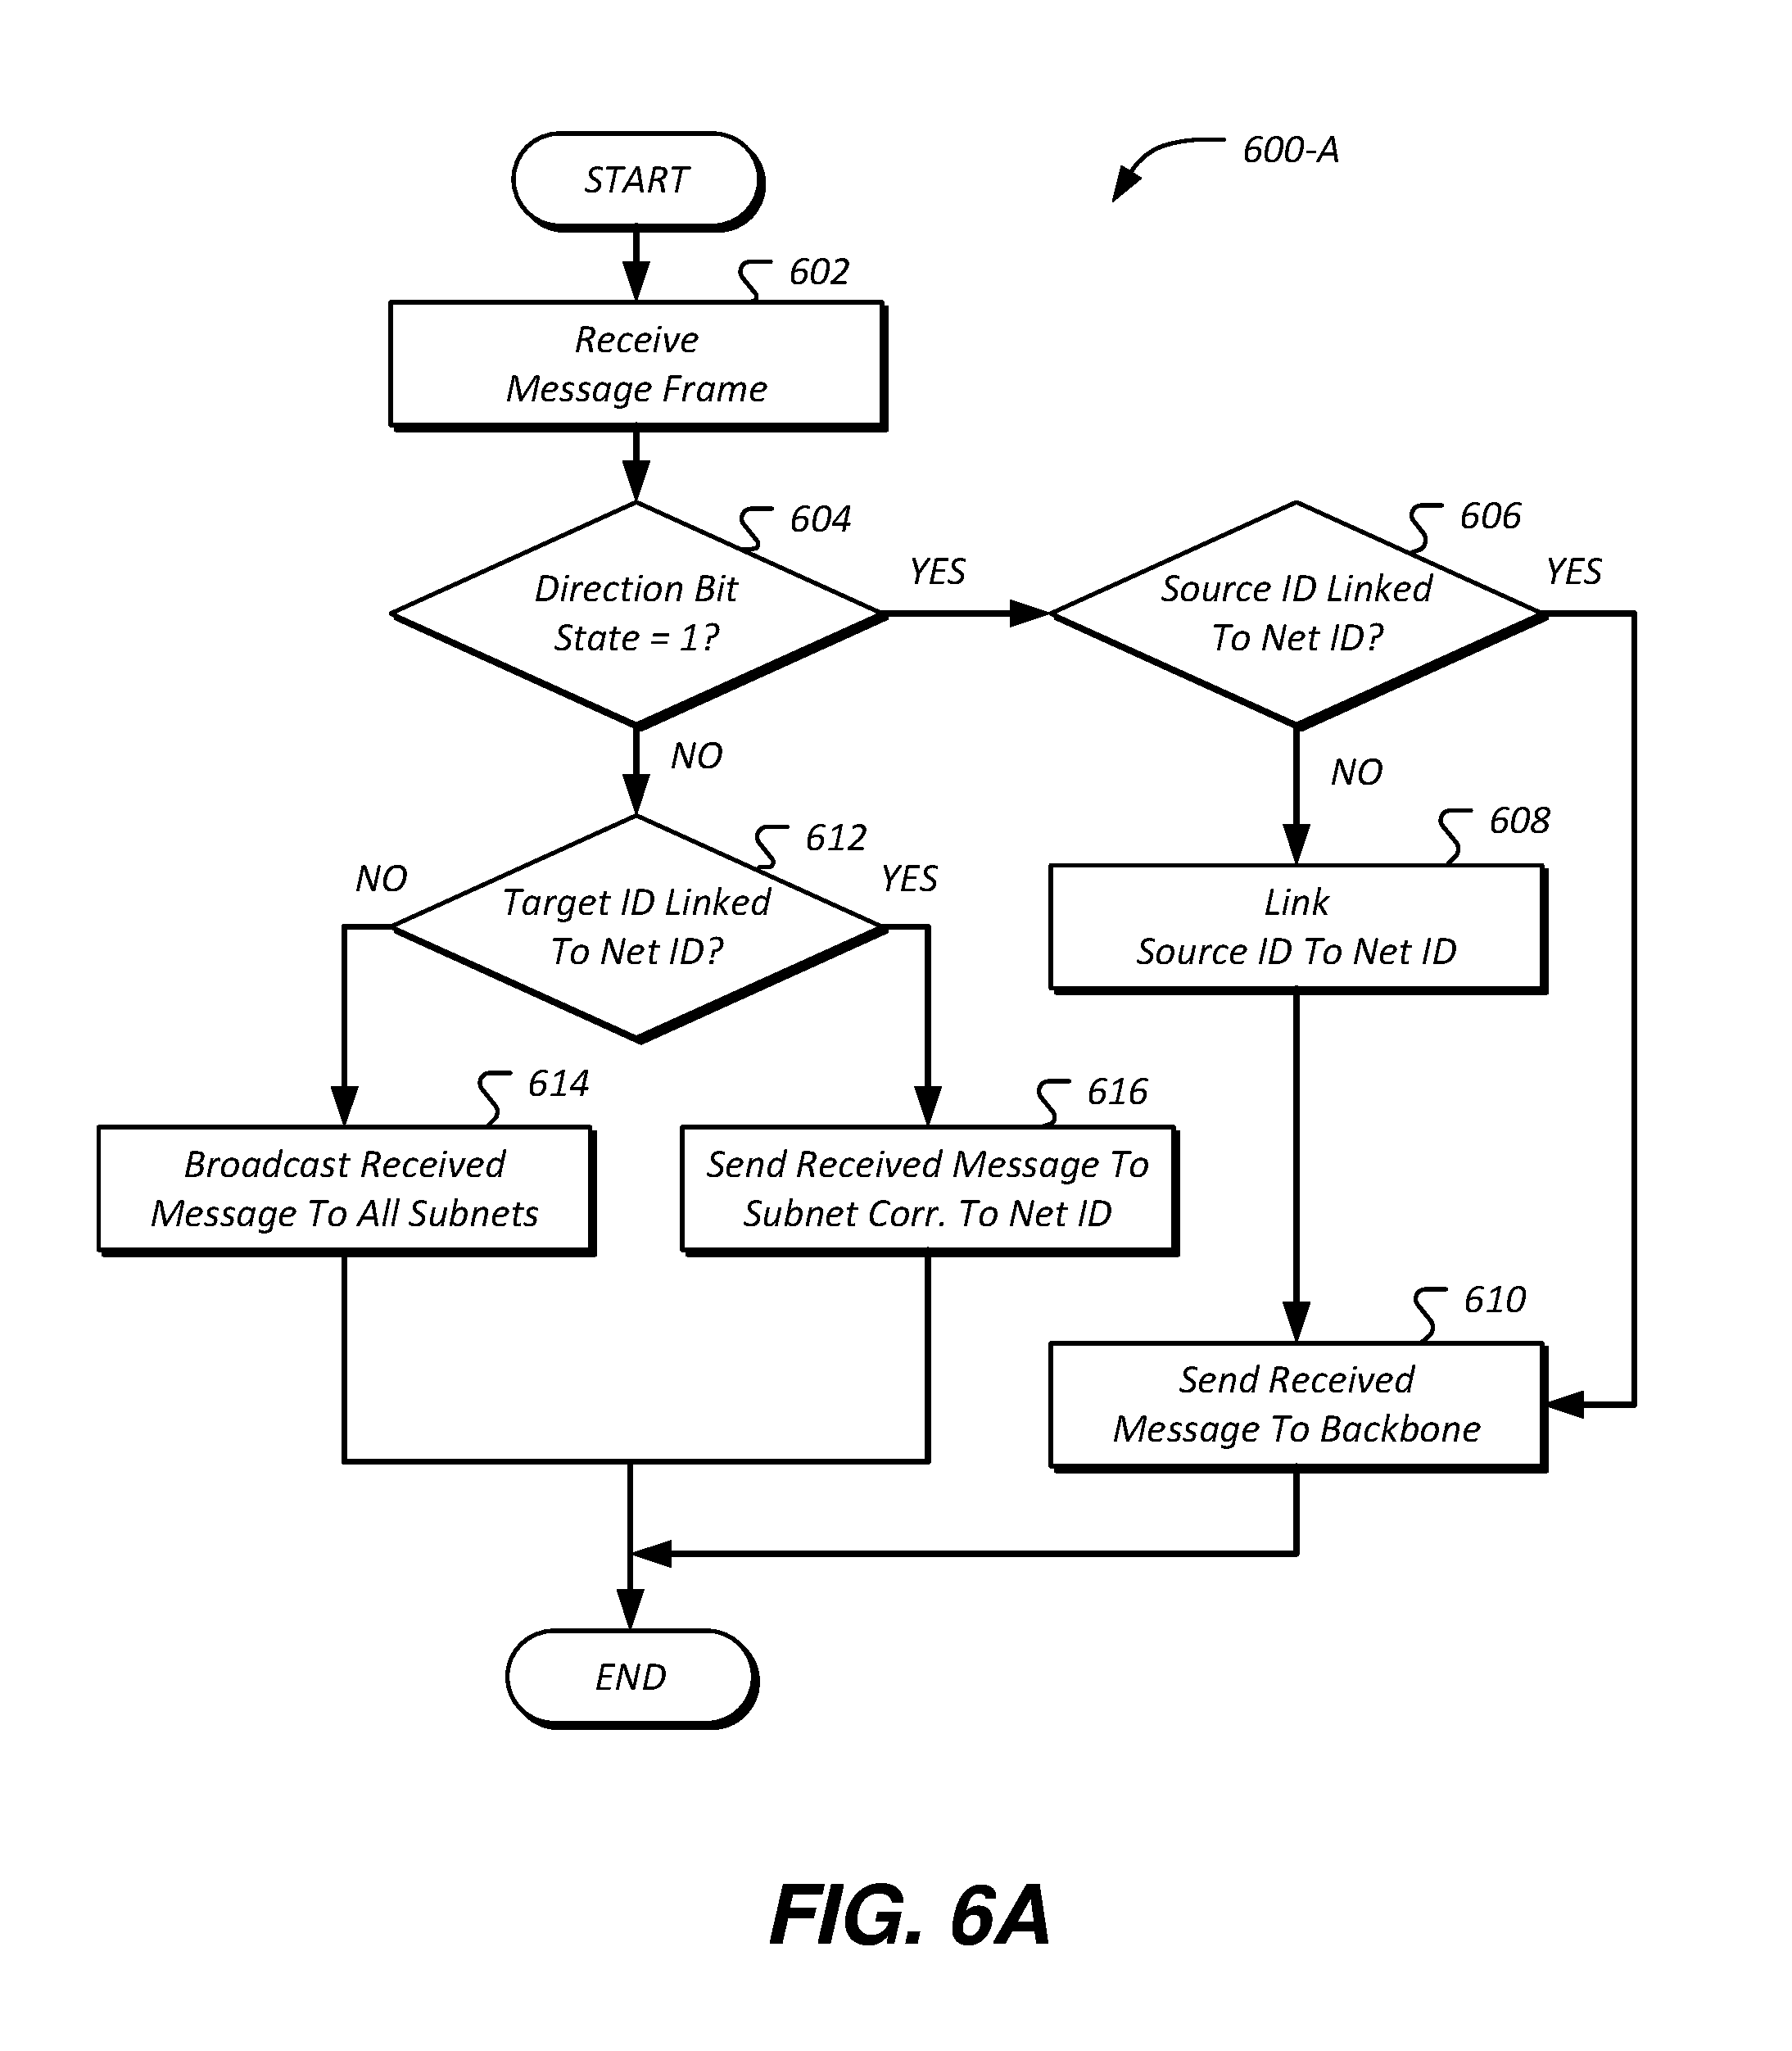 START
600-A
602
Receive
Message Frame
604
Direction Bit
State = 1?
YES
606
Source ID Linked
To Net ID?
YES
NO
NO
612
Target ID Linked
To Net ID?
NO
YES
608
Link
Source ID To Net ID
614
Broadcast Received
Message To All Subnets
616
Send Received Message To
Subnet Corr. To Net ID
610
Send Received
Message To Backbone
END
FIG. 6A